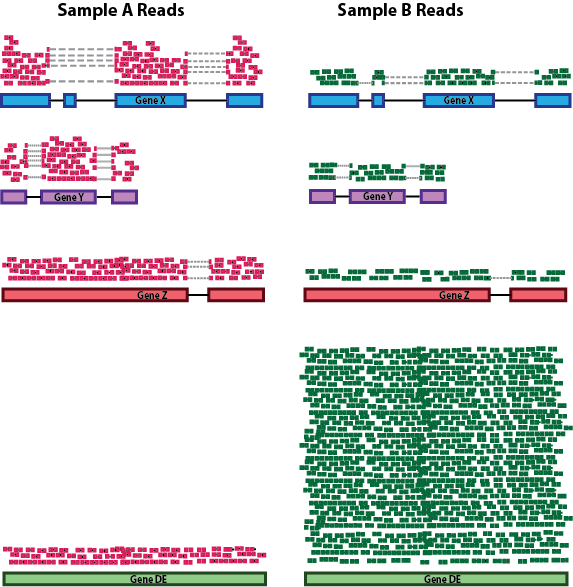 Sample A Reads
Sample B Reads
Gene X
Gene X
Gene Y
Gene Y
Gene Z
Gene Z
Gene DE
Gene DE